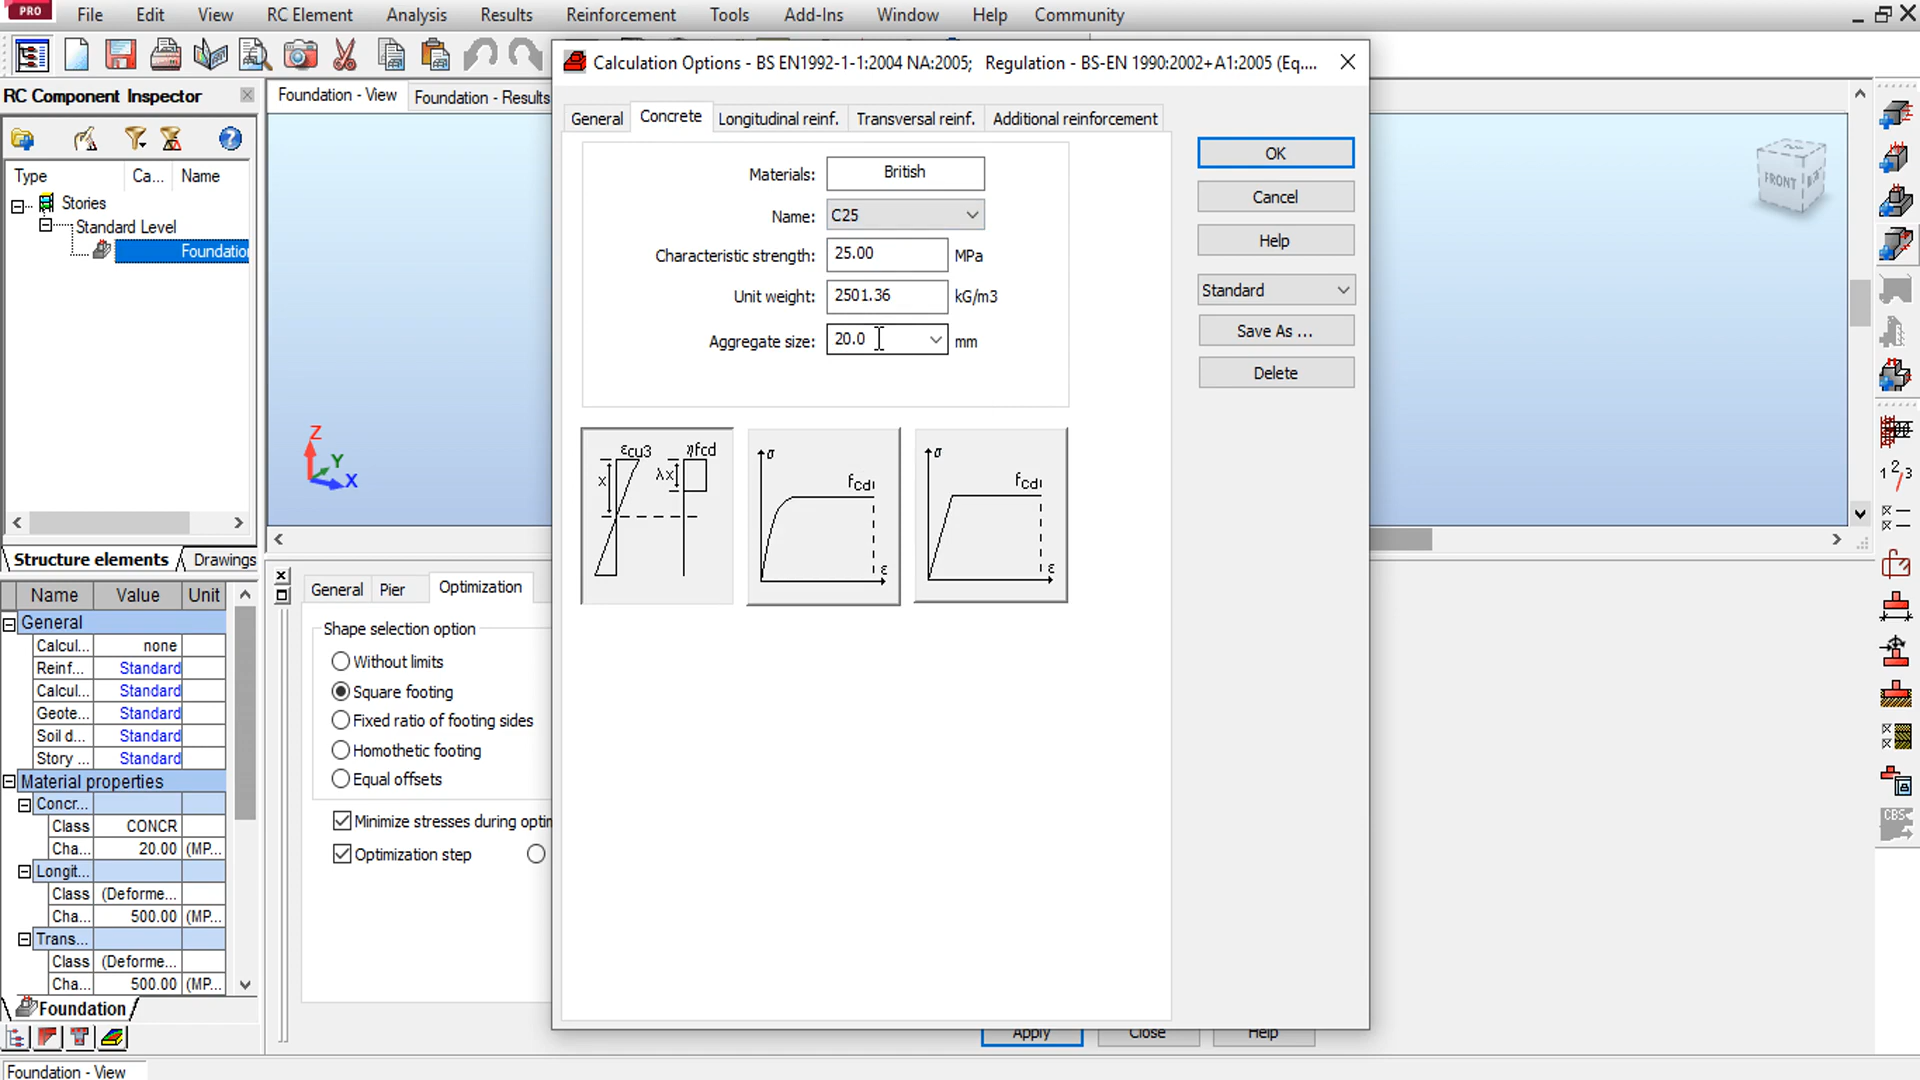 PRO File Edit View RC Element Analysis Results Reinforcement Tools Add-Ins Window Help Community
RC Component Inspector
Type Ca... Name
Stories
Standard Level
Foundatio
Structure elements Drawings
Name Value Unit
General
Calcul... none
Reinf... Standard
Calcul... Standard
Geote... Standard
Soil d... Standard
Story ... Standard
Material properties
Concr...
Class CONCR
Cha... 20.00 (MP...
Longit...
Class (Deforme...
Cha... 500.00 (MP...
Trans...
Class (Deforme...
Cha... 500.00 (MP...
Foundation
Foundation - View
Foundation - View Foundation - Results
Z
Y
X
FRONT
General Pier Optimization
Shape selection option
Without limits
Square footing
Fixed ratio of footing sides
Homothetic footing
Equal offsets
Minimize stresses during optin
Optimization step
Apply Close Help
Calculation Options - BS EN1992-1-1:2004 NA:2005; Regulation - BS-EN 1990:2002+A1:2005 (Eq....
General Concrete Longitudinal reinf. Transversal reinf. Additional reinforcement
Materials: British
Name: C25
Characteristic strength: 25.00 MPa
Unit weight: 2501.36 kG/m3
Aggregate size: 20.0 mm
εcu3 ηfcd
x λx
σ fcd ε
σ fcd ε
OK
Cancel
Help
Standard
Save As ...
Delete
1 2/3
CBS